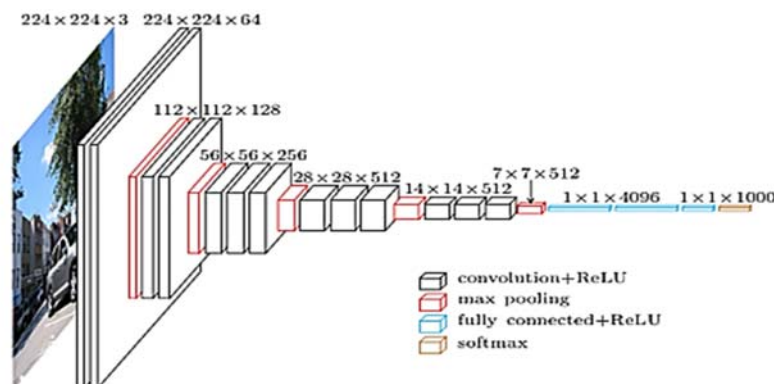 224×224×3
224×224×64
112×112×128
56×56×256
28×28×512
14×14×512
7×7×512
1×1×4096
1×1×1000
convolution+ReLU
max pooling
fully connected+ReLU
softmax